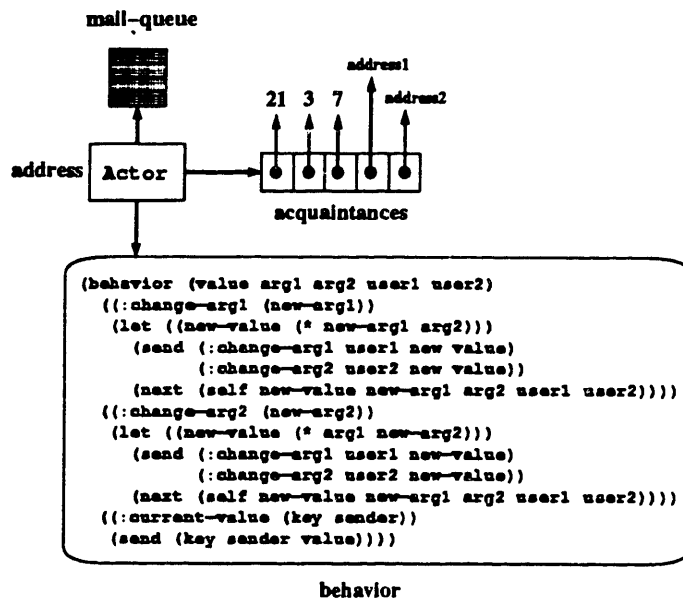 mail-queue
address1
21 3 7 address2
address Actor
acquaintances
(behavior (value arg1 arg2 user1 user2)
((:change-arg1 (new-arg1))
(let ((new-value (* new-arg1 arg2)))
(send (:change-arg1 user1 new value)
(:change-arg2 user2 new value))
(next (self new-value new-arg1 arg2 user1 user2))))
((:change-arg2 (new-arg2))
(let ((new-value (* arg1 new-arg2)))
(send (:change-arg1 user1 new-value)
(:change-arg2 user2 new-value))
(next (self new-value new-arg1 arg2 user1 user2))))
((:current-value (key sender))
(send (key sender value))))
behavior